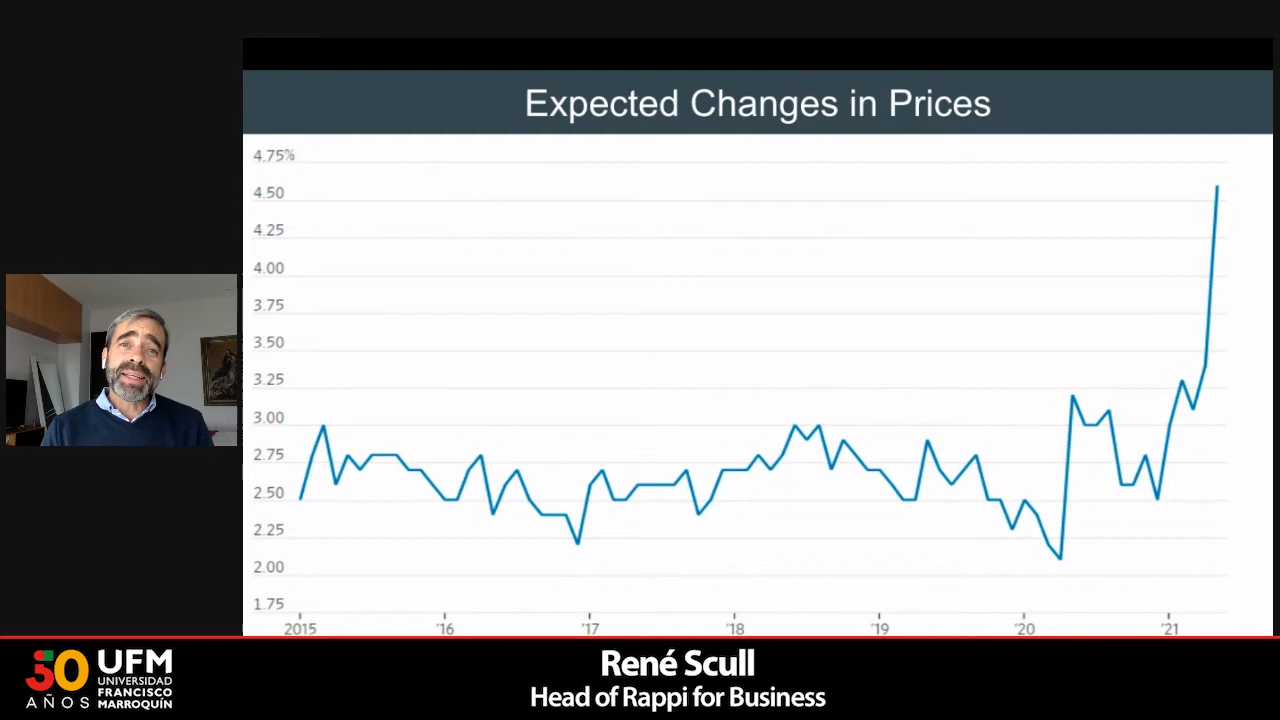 Expected Changes in Prices
4.75%
4.50
4.25
4.00
3.75
3.50
3.25
3.00
2.75
2.50
2.25
2.00
1.75
2015 '16 '17 '18 '19 '20 '21
50 AÑOS
UFM
UNIVERSIDAD
FRANCISCO
MARROQUÍN
René Scull
Head of Rappi for Business